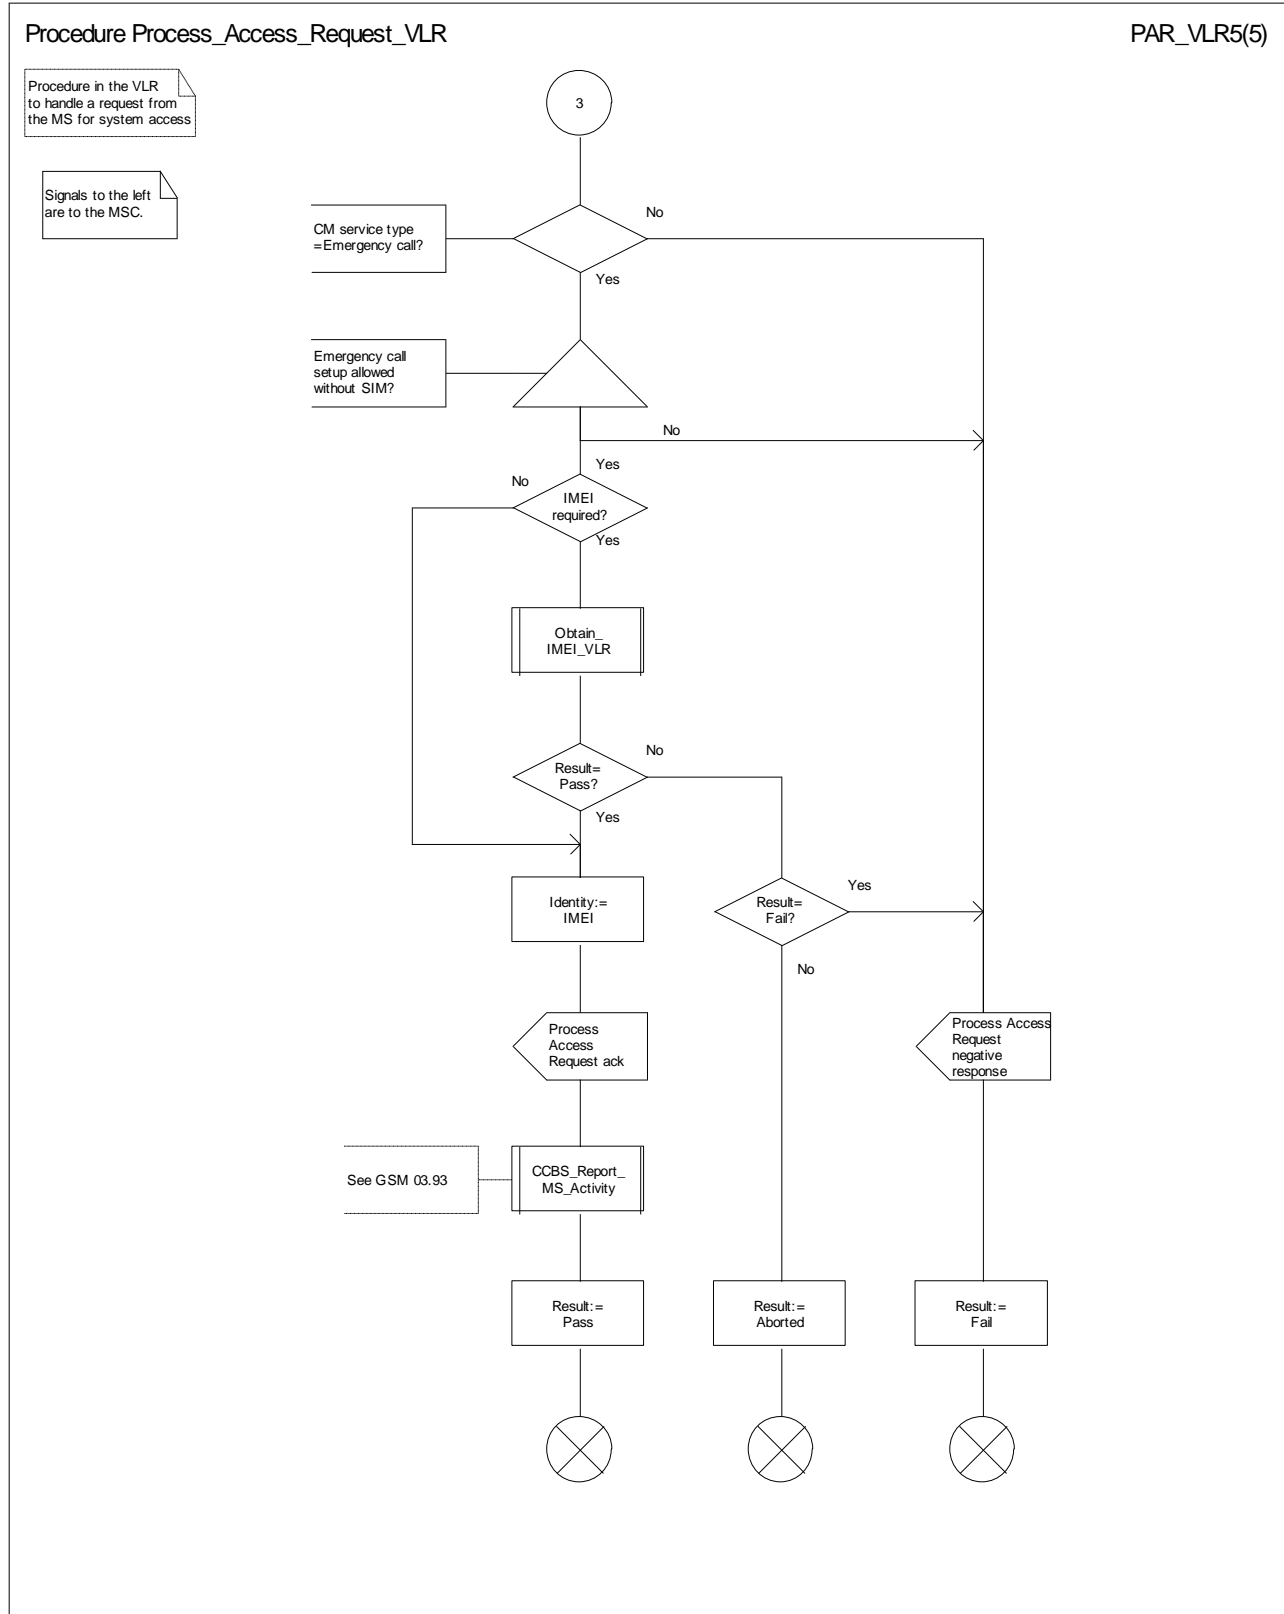 Procedure Process_Access_Request_VLR
PAR_VLR5(5)
Procedure in the VLR
to handle a request from
the MS for system access
3
Signals to the left
are to the MSC.
No
CM service type
=Emergency call?
Yes
Emergency call
setup allowed
without SIM?
No
Yes
No
IMEI
required?
Yes
Obtain_
IMEI_VLR
No
Result=
Pass?
Yes
Identity:=
IMEI
Yes
Result=
Fail?
No
Process
Access
Request ack
Process Access
Request
negative
response
See GSM 03.93
CCBS_Report_
MS_Activity
Result:=
Pass
Result:=
Aborted
Result:=
Fail